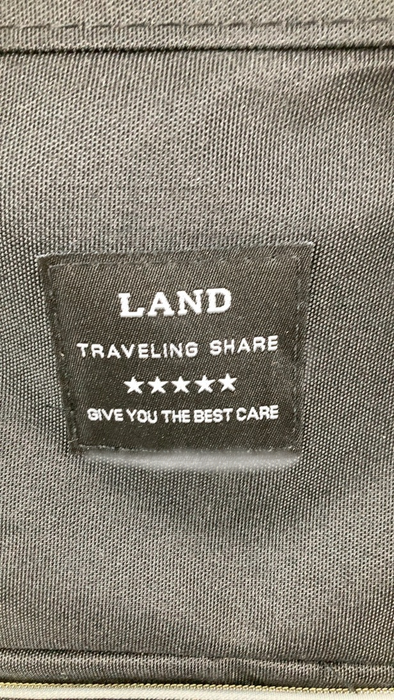 LAND
TRAVELING SHARE
★★★★★
GIVE YOU THE BEST CARE